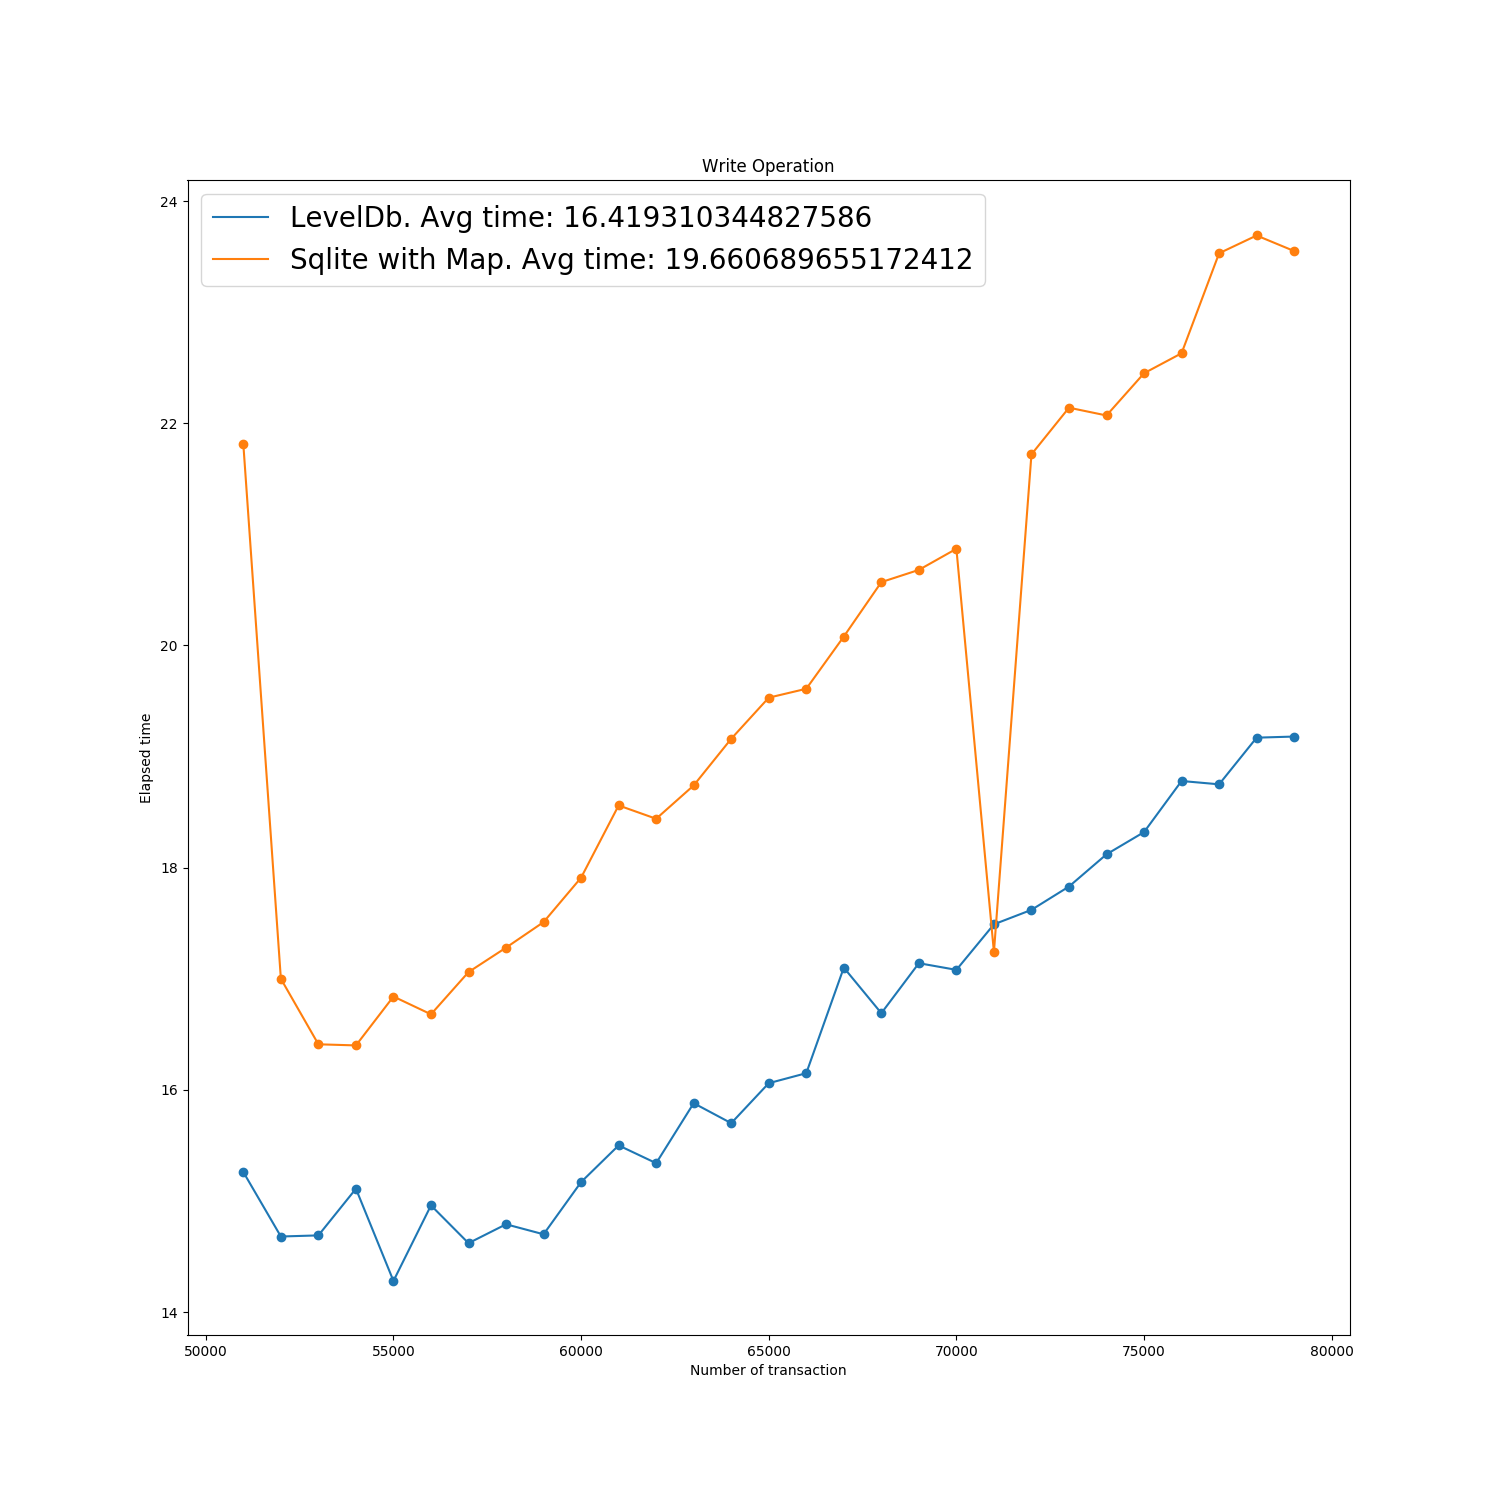 Write Operation
LevelDb. Avg time: 16.419310344827586
Sqlite with Map. Avg time: 19.660689655172412
24
22
20
18
16
14
Elapsed time
50000 55000 60000 65000 70000 75000 80000
Number of transaction